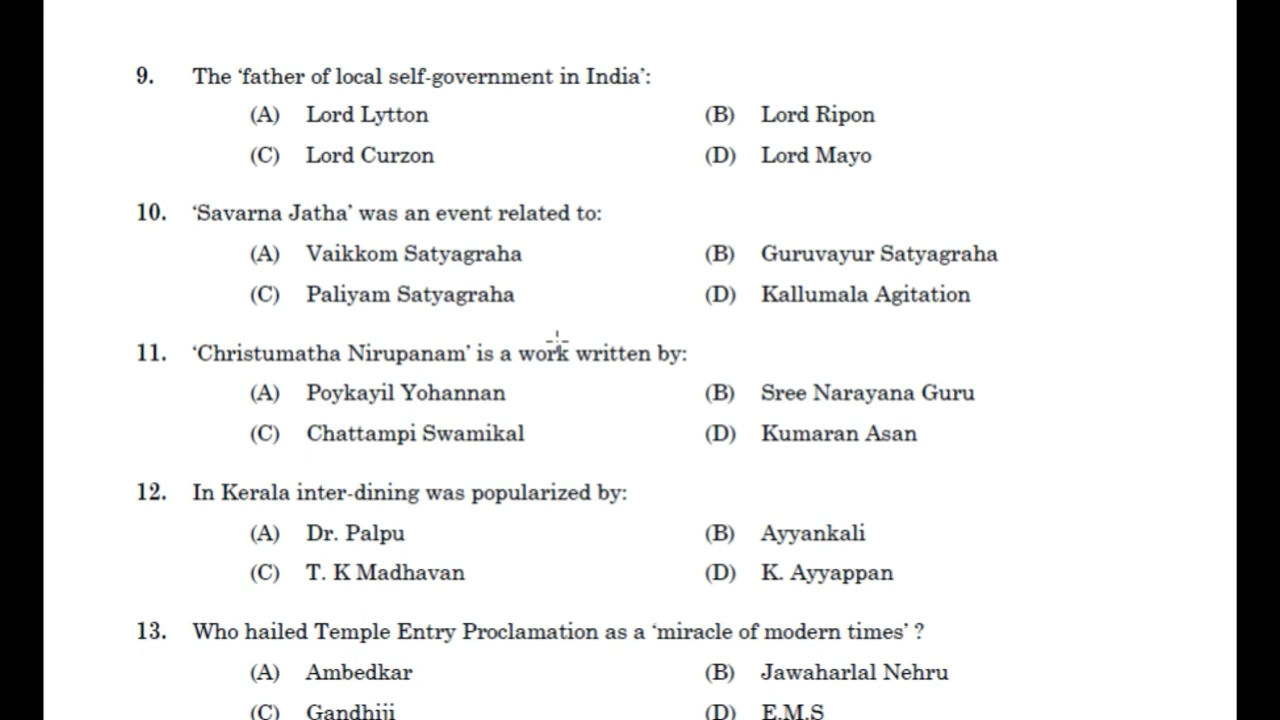 9. The ‘father of local self-government in India’:
(A) Lord Lytton (B) Lord Ripon
(C) Lord Curzon (D) Lord Mayo
10. ‘Savarna Jatha’ was an event related to:
(A) Vaikkom Satyagraha (B) Guruvayur Satyagraha
(C) Paliyam Satyagraha (D) Kallumala Agitation
11. ‘Christumatha Nirupanam’ is a work written by:
(A) Poykayil Yohannan (B) Sree Narayana Guru
(C) Chattampi Swamikal (D) Kumaran Asan
12. In Kerala inter-dining was popularized by:
(A) Dr. Palpu (B) Ayyankali
(C) T. K Madhavan (D) K. Ayyappan
13. Who hailed Temple Entry Proclamation as a ‘miracle of modern times’ ?
(A) Ambedkar (B) Jawaharlal Nehru
(C) Gandhiji (D) E.M.S